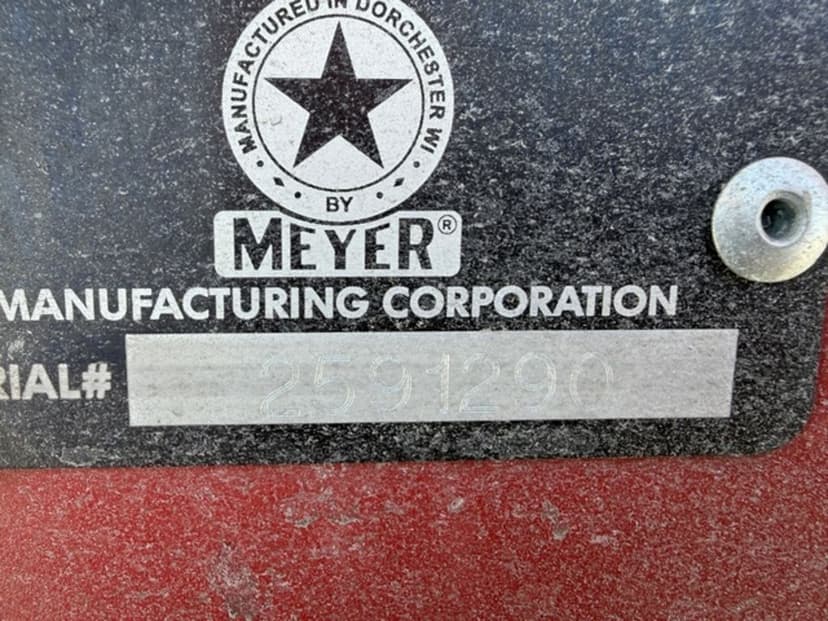 MANUFACTURED IN DORCHESTER WI
BY
MEYER®
MANUFACTURING CORPORATION
RIAL#
2591290